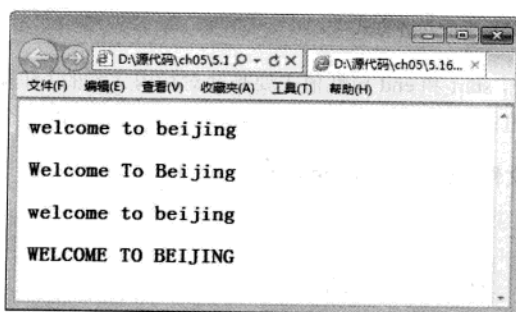 D:\源代码\ch05\5.1
D:\源代码\ch05\5.16...
文件(F) 编辑(E) 查看(V) 收藏夹(A) 工具(T) 帮助(H)
welcome to beijing
Welcome To Beijing
welcome to beijing
WELCOME TO BEIJING